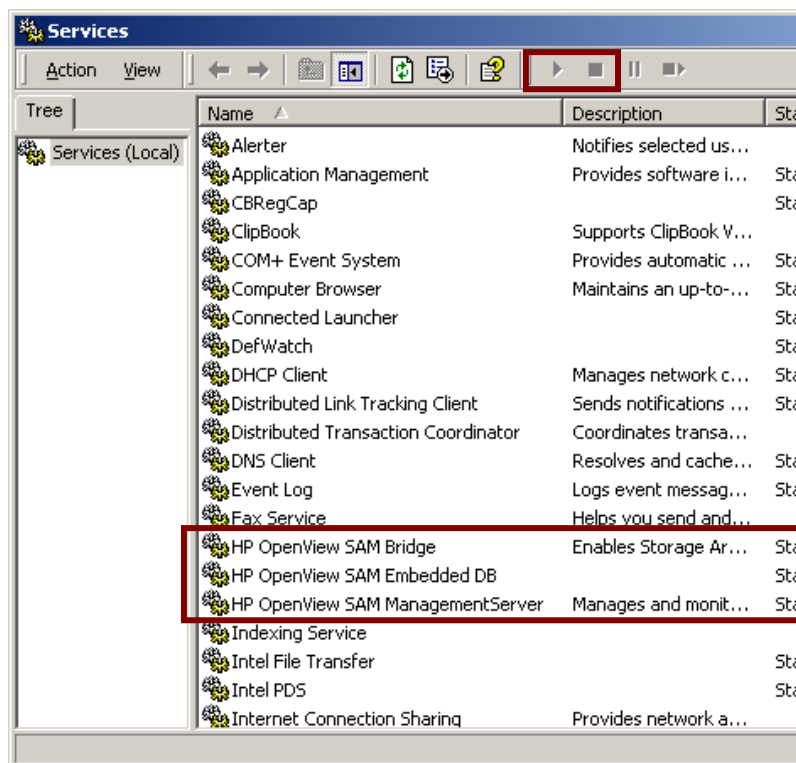 Services
Action View
Tree
Name Description Sta
Services (Local)
Alerter Notifies selected us...
Application Management Provides software i... Sta
CBRegCap Sta
ClipBook Supports ClipBook V...
COM+ Event System Provides automatic ... Sta
Computer Browser Maintains an up-to-... Sta
Connected Launcher Sta
DefWatch Sta
DHCP Client Manages network c... Sta
Distributed Link Tracking Client Sends notifications ... Sta
Distributed Transaction Coordinator Coordinates transa...
DNS Client Resolves and cache... Sta
Event Log Logs event messag... Sta
Fax Service Helps you send and...
HP OpenView SAM Bridge Enables Storage Ar... Sta
HP OpenView SAM Embedded DB Sta
HP OpenView SAM ManagementServer Manages and monit... Sta
Indexing Service
Intel File Transfer Sta
Intel PDS Sta
Internet Connection Sharing Provides network a...